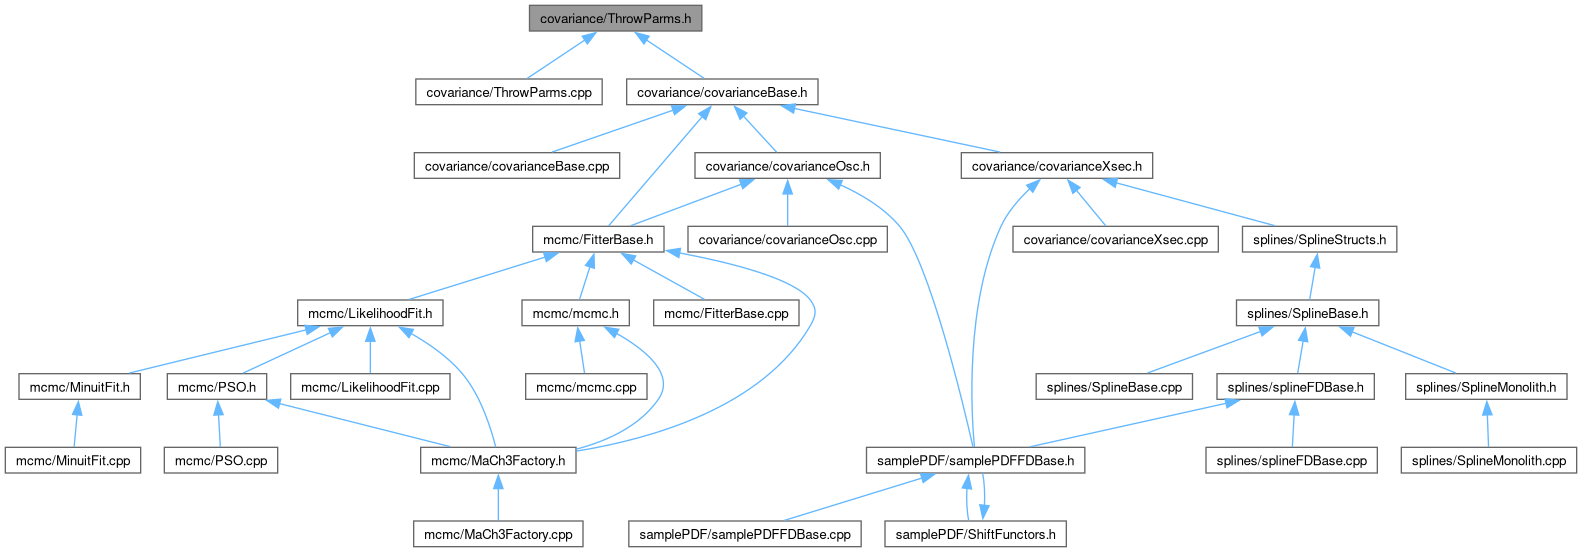 covariance/ThrowParms.h
covariance/ThrowParms.cpp
covariance/covarianceBase.h
covariance/covarianceBase.cpp
covariance/covarianceOsc.h
covariance/covarianceXsec.h
mcmc/FitterBase.h
covariance/covarianceOsc.cpp
covariance/covarianceXsec.cpp
splines/SplineStructs.h
mcmc/LikelihoodFit.h
mcmc/mcmc.h
mcmc/FitterBase.cpp
splines/SplineBase.h
mcmc/MinuitFit.h
mcmc/PSO.h
mcmc/LikelihoodFit.cpp
mcmc/mcmc.cpp
splines/SplineBase.cpp
splines/splineFDBase.h
splines/SplineMonolith.h
mcmc/MinuitFit.cpp
mcmc/PSO.cpp
mcmc/MaCh3Factory.h
samplePDF/samplePDFFDBase.h
splines/splineFDBase.cpp
splines/SplineMonolith.cpp
mcmc/MaCh3Factory.cpp
samplePDF/samplePDFFDBase.cpp
samplePDF/ShiftFunctors.h